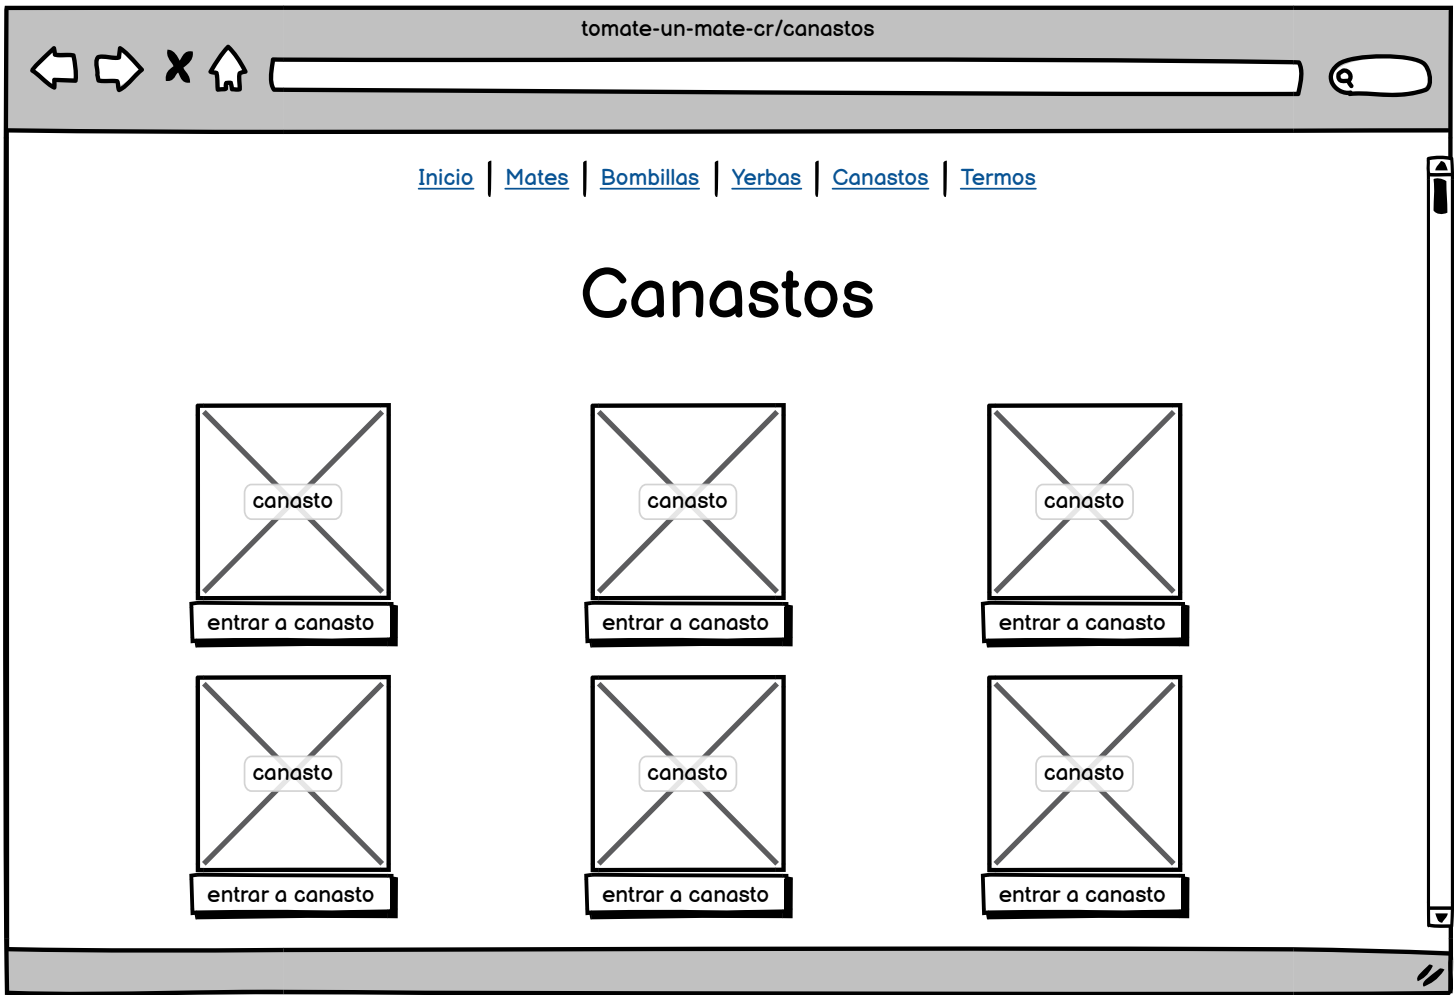 tomate-un-mate-cr/canastos
Inicio | Mates | Bombillas | Yerbas | Canastos | Termos
Canastos
canasto canasto canasto
entrar a canasto entrar a canasto entrar a canasto
canasto canasto canasto
entrar a canasto entrar a canasto entrar a canasto